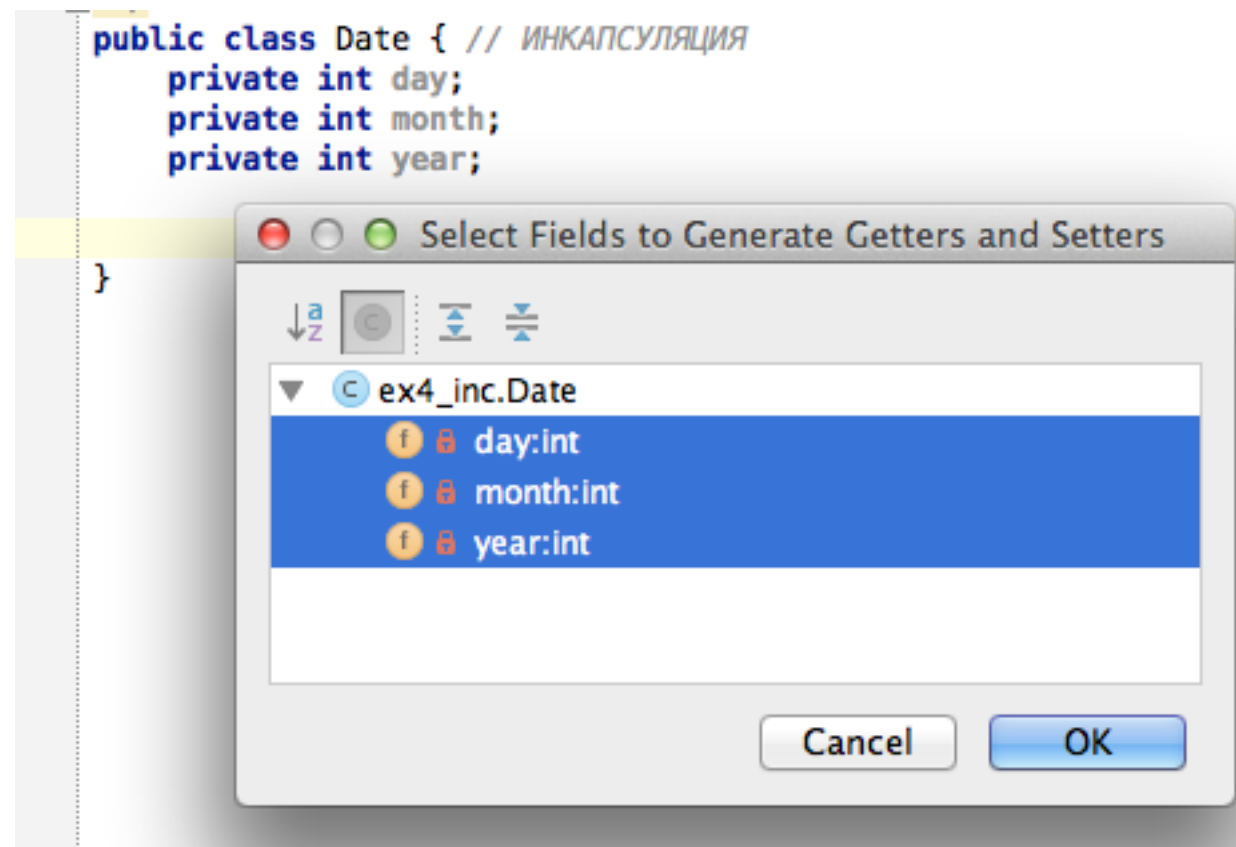 public class Date { // ИНКАПСУЛЯЦИЯ
private int day;
private int month;
private int year;
Select Fields to Generate Getters and Setters
}
a
z
C
C ex4_inc.Date
f day:int
f month:int
f year:int
Cancel OK